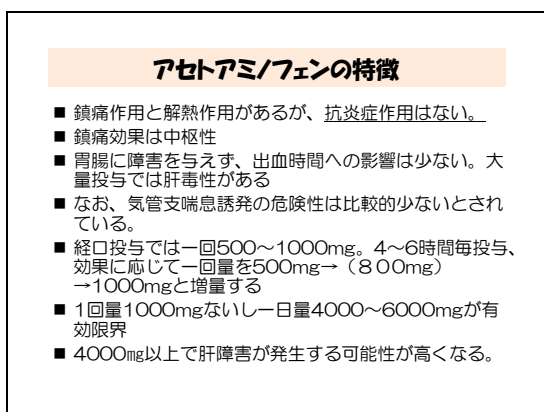 アセトアミノフェンの特徴
■ 鎮痛作用と解熱作用があるが、抗炎症作用はない。
■ 鎮痛効果は中枢性
■ 胃腸に障害を与えず、出血時間への影響は少ない。大
量投与では肝毒性がある
■ なお、気管支喘息誘発の危険性は比較的少ないとされ
ている。
■ 経口投与では一回500～1000mg。4～6時間毎投与、
効果に応じて一回量を500mg→（８００mg）
→1000mgと増量する
■ 1回量1000mgないし一日量4000～6000mgが有
効限界
■ 4000㎎以上で肝障害が発生する可能性が高くなる。